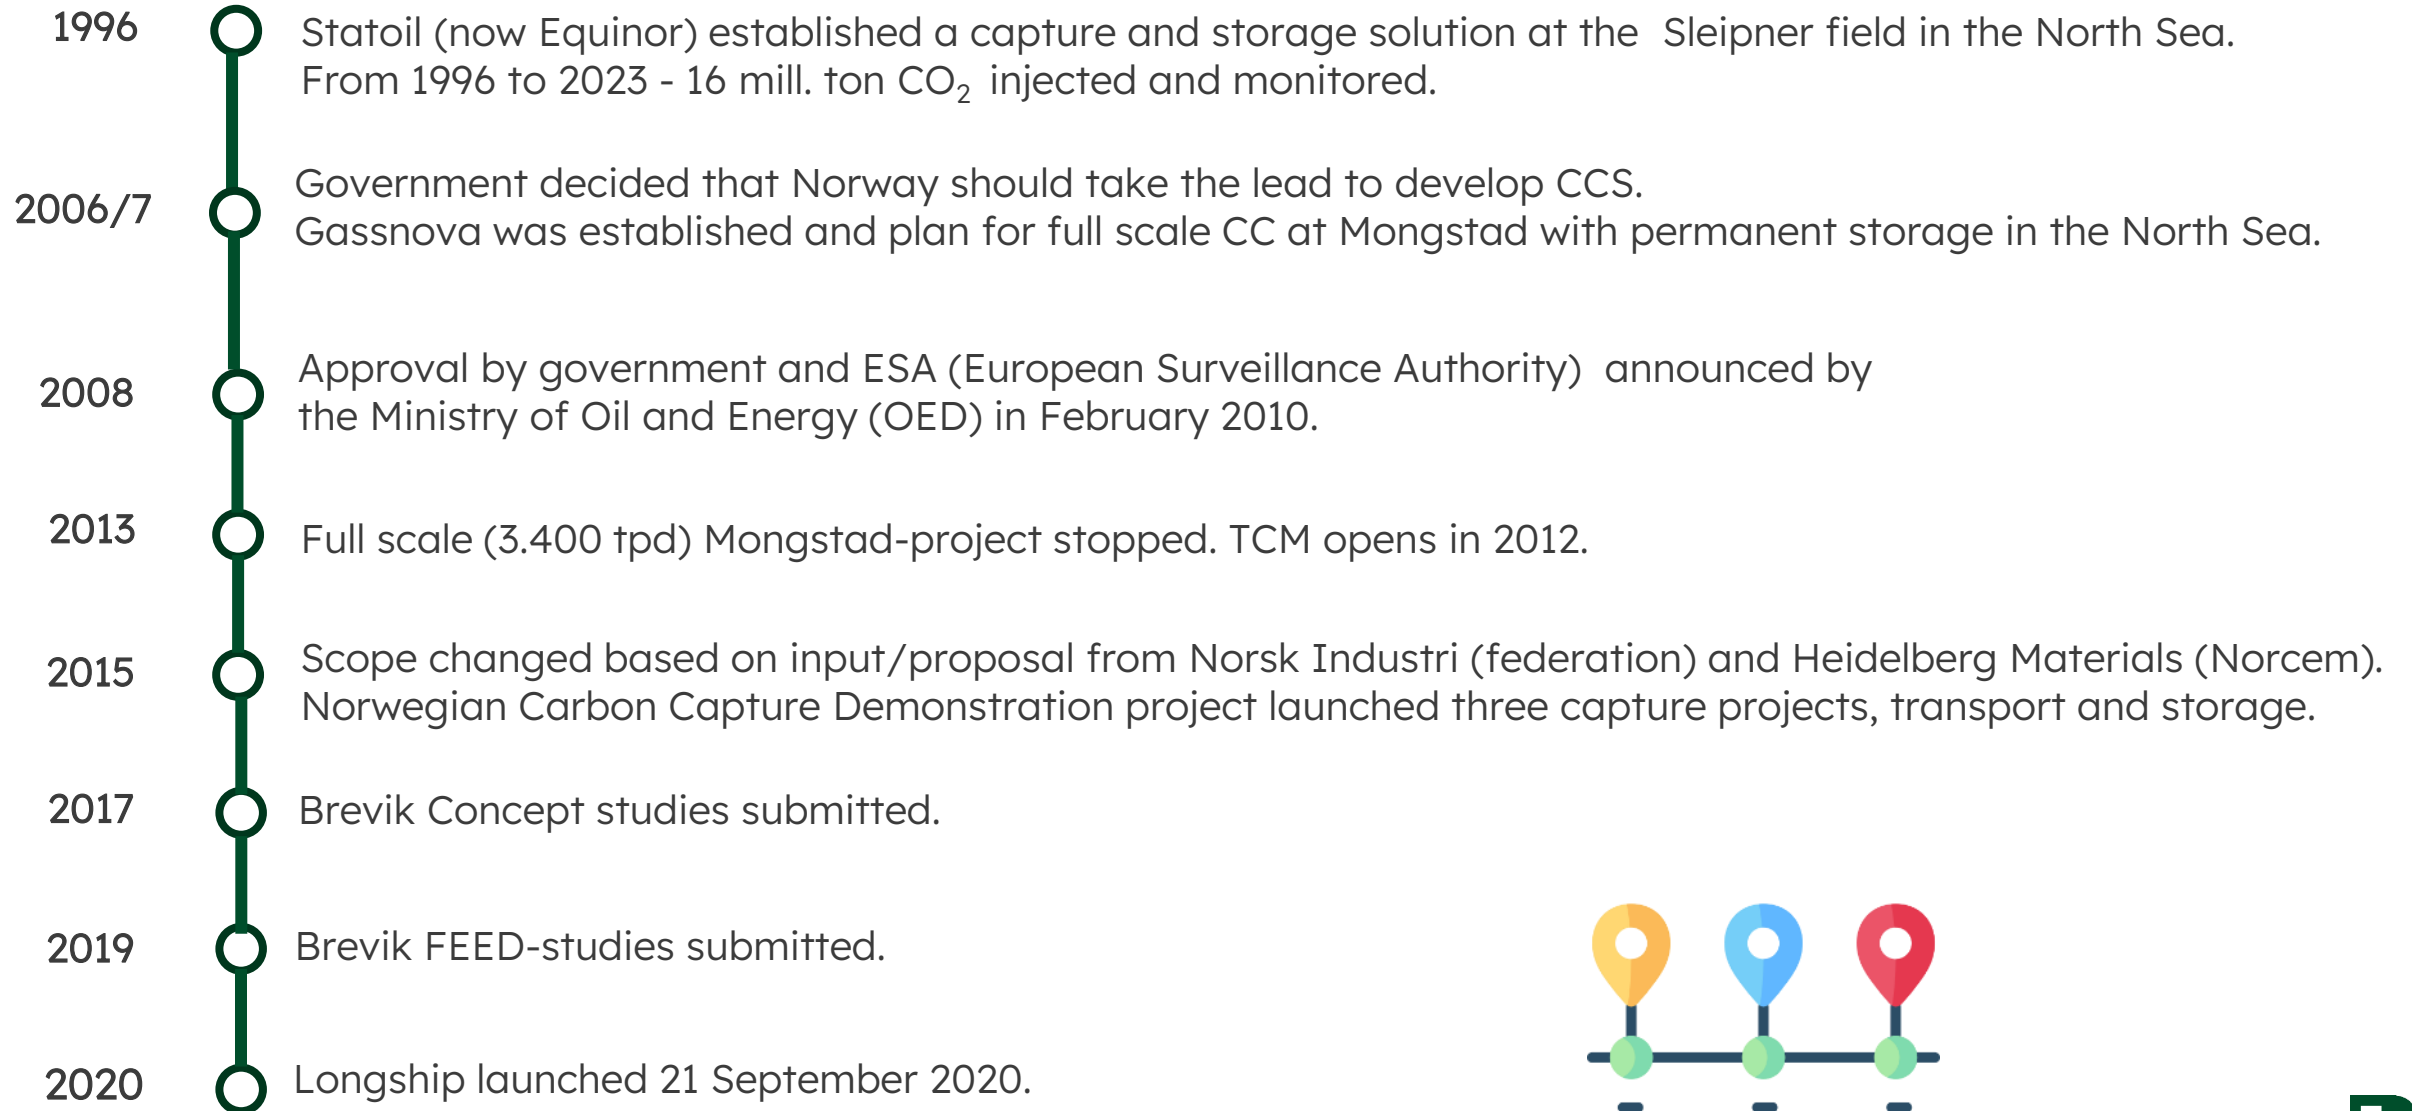 1996
Statoil (now Equinor) established a capture and storage solution at the Sleipner field in the North Sea.
From 1996 to 2023 - 16 mill. ton CO₂ injected and monitored.
2006/7
Government decided that Norway should take the lead to develop CCS.
Gassnova was established and plan for full scale CC at Mongstad with permanent storage in the North Sea.
2008
Approval by government and ESA (European Surveillance Authority) announced by
the Ministry of Oil and Energy (OED) in February 2010.
2013
Full scale (3.400 tpd) Mongstad-project stopped. TCM opens in 2012.
2015
Scope changed based on input/proposal from Norsk Industri (federation) and Heidelberg Materials (Norcem).
Norwegian Carbon Capture Demonstration project launched three capture projects, transport and storage.
2017
Brevik Concept studies submitted.
2019
Brevik FEED-studies submitted.
2020
Longship launched 21 September 2020.